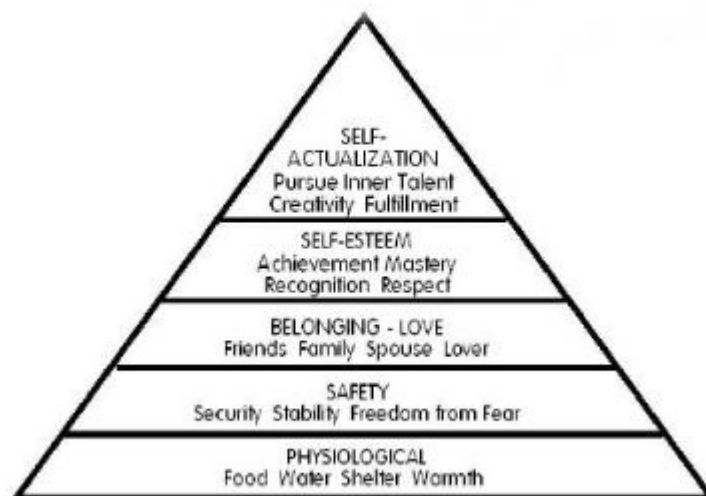 SELF-
ACTUALIZATION
Pursue Inner Talent
Creativity Fulfillment
SELF-ESTEEM
Achievement Mastery
Recognition Respect
BELONGING - LOVE
Friends Family Spouse Lover
SAFETY
Security Stability Freedom from Fear
PHYSIOLOGICAL
Food Water Shelter Warmth